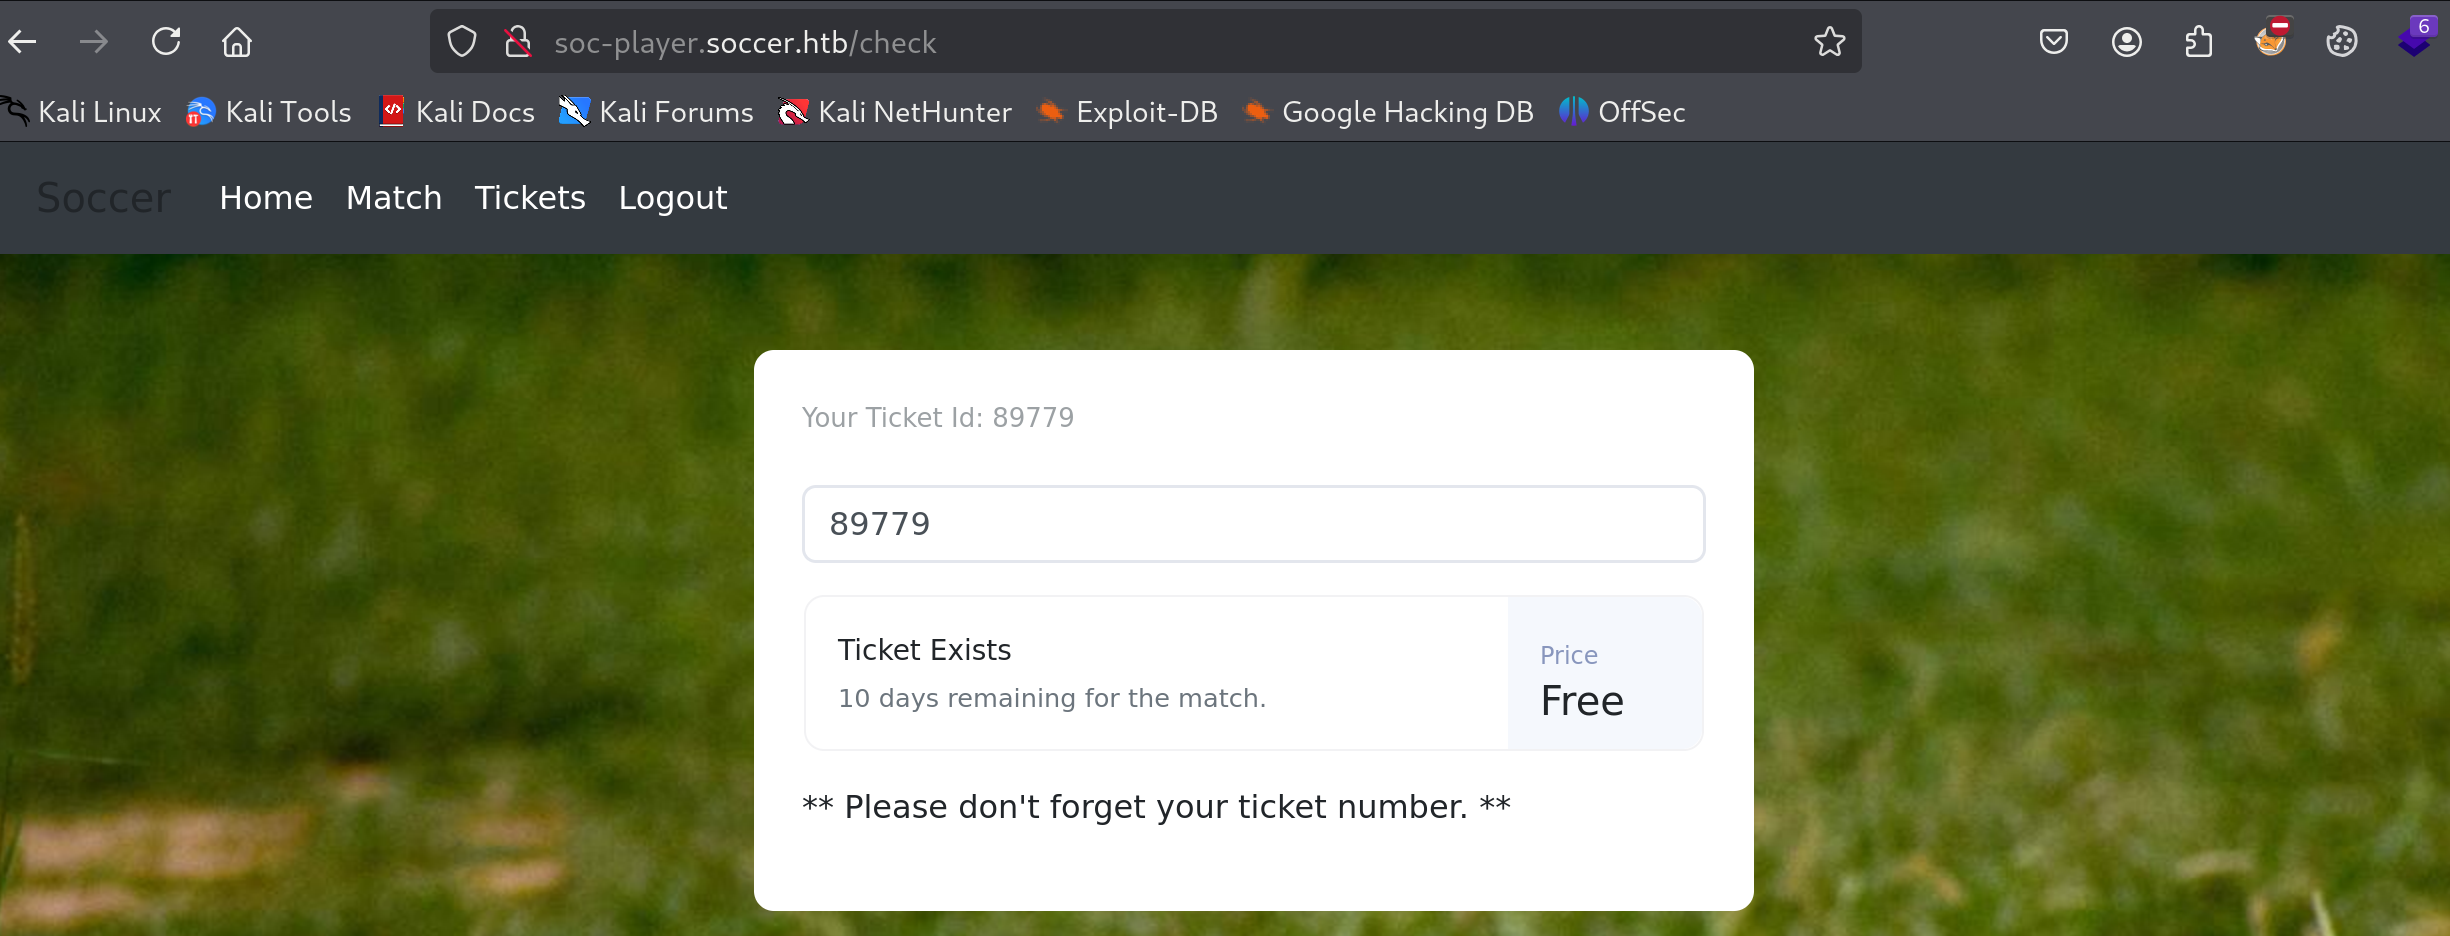 soc-player.soccer.htb/check
6
Kali Linux Kali Tools Kali Docs Kali Forums Kali NetHunter Exploit-DB Google Hacking DB OffSec
Soccer Home Match Tickets Logout
Your Ticket Id: 89779
89779
Ticket Exists
10 days remaining for the match.
Price
Free
** Please don't forget your ticket number. **